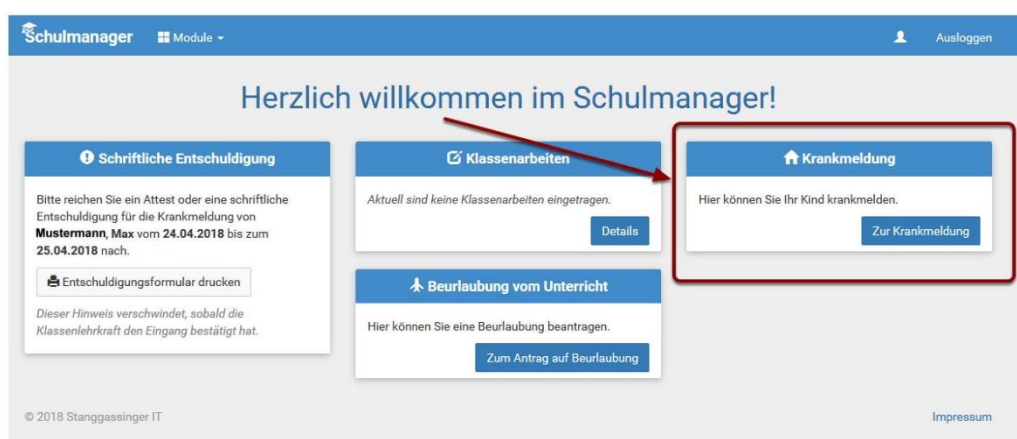 Schulmanager Module Ausloggen
Herzlich willkommen im Schulmanager!
Schriftliche Entschuldigung
Bitte reichen Sie ein Attest oder eine schriftliche
Entschuldigung für die Krankmeldung von
Mustermann, Max vom 24.04.2018 bis zum
25.04.2018 nach.
Entschuldigungsformular drucken
Dieser Hinweis verschwindet, sobald die
Klassenlehrkraft den Eingang bestätigt hat.
Klassenarbeiten
Aktuell sind keine Klassenarbeiten eingetragen.
Details
Beurlaubung vom Unterricht
Hier können Sie eine Beurlaubung beantragen.
Zum Antrag auf Beurlaubung
Krankmeldung
Hier können Sie Ihr Kind krankmelden.
Zur Krankmeldung
© 2018 Stanggassinger IT
Impressum